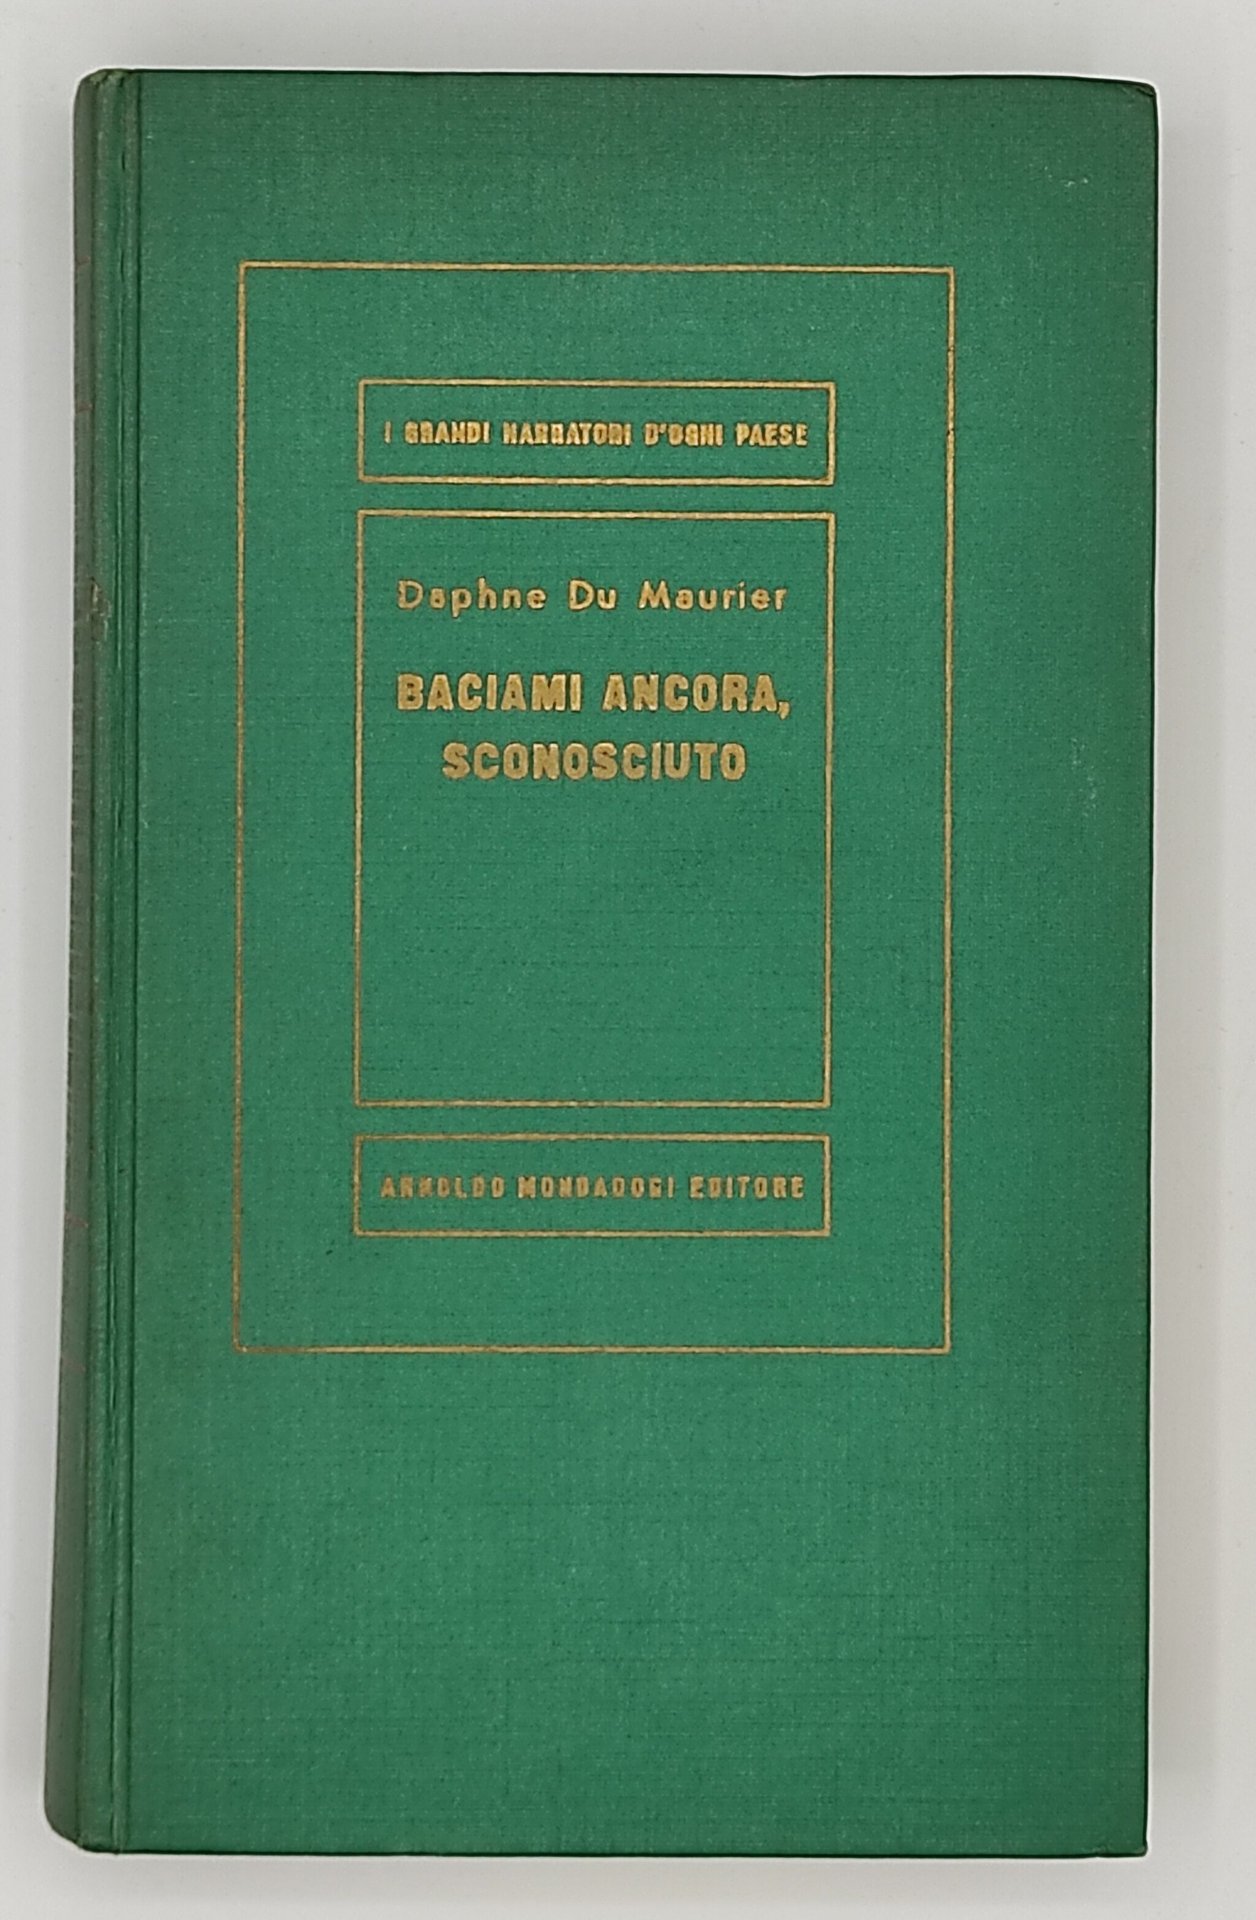 I GRANDI NARRATORI D'OGNI PAESE
Daphne Du Maurier
BACIAMI ANCORA,
SCONOSCIUTO
ARNOLDO MONDADORI EDITORE